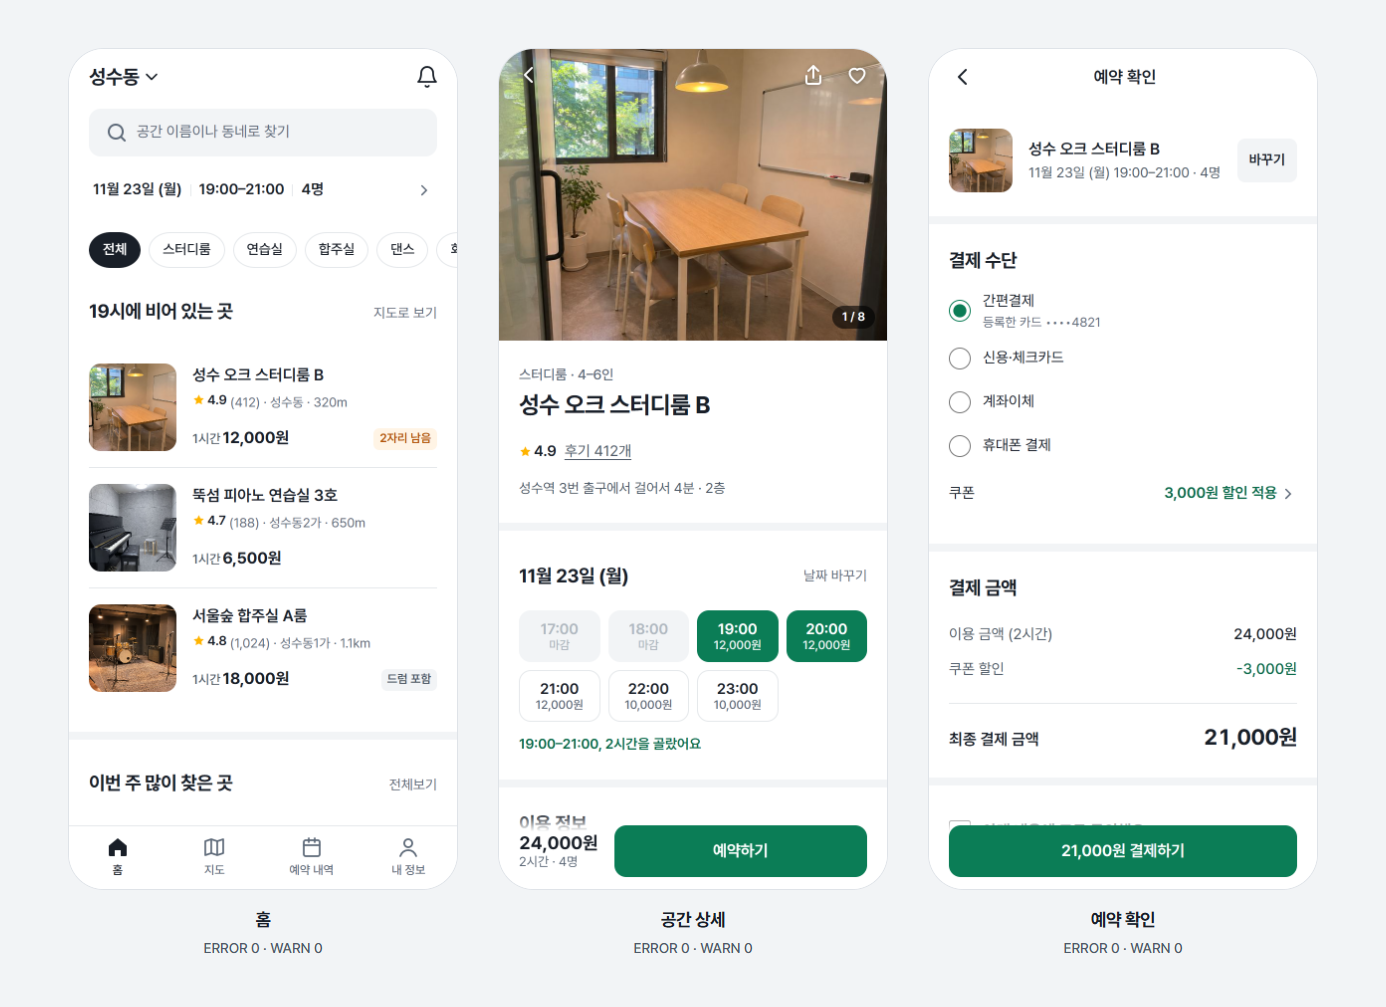 성수동
공간 이름이나 동네로 찾기
11월 23일 (월) 19:00–21:00 4명
전체 스터디룸 연습실 합주실 댄스
19시에 비어 있는 곳 지도로 보기
성수 오크 스터디룸 B
4.9 (412) · 성수동 · 320m
1시간 12,000원 2자리 남음
뚝섬 피아노 연습실 3호
4.7 (188) · 성수동2가 · 650m
1시간 6,500원
서울숲 합주실 A룸
4.8 (1,024) · 성수동1가 · 1.1km
1시간 18,000원 드럼 포함
이번 주 많이 찾은 곳 전체보기
홈 지도 예약 내역 내 정보
홈
ERROR 0 · WARN 0
1 / 8
스터디룸 · 4–6인
성수 오크 스터디룸 B
4.9 후기 412개
성수역 3번 출구에서 걸어서 4분 · 2층
11월 23일 (월) 날짜 바꾸기
17:00 18:00 19:00 20:00
마감 마감 12,000원 12,000원
21:00 22:00 23:00
12,000원 10,000원 10,000원
19:00–21:00, 2시간을 골랐어요
이용 정보
24,000원
2시간 · 4명
예약하기
공간 상세
ERROR 0 · WARN 0
예약 확인
성수 오크 스터디룸 B
11월 23일 (월) 19:00–21:00 · 4명
바꾸기
결제 수단
간편결제
등록한 카드 ••••4821
신용·체크카드
계좌이체
휴대폰 결제
쿠폰 3,000원 할인 적용
결제 금액
이용 금액 (2시간) 24,000원
쿠폰 할인 -3,000원
최종 결제 금액 21,000원
21,000원 결제하기
예약 확인
ERROR 0 · WARN 0